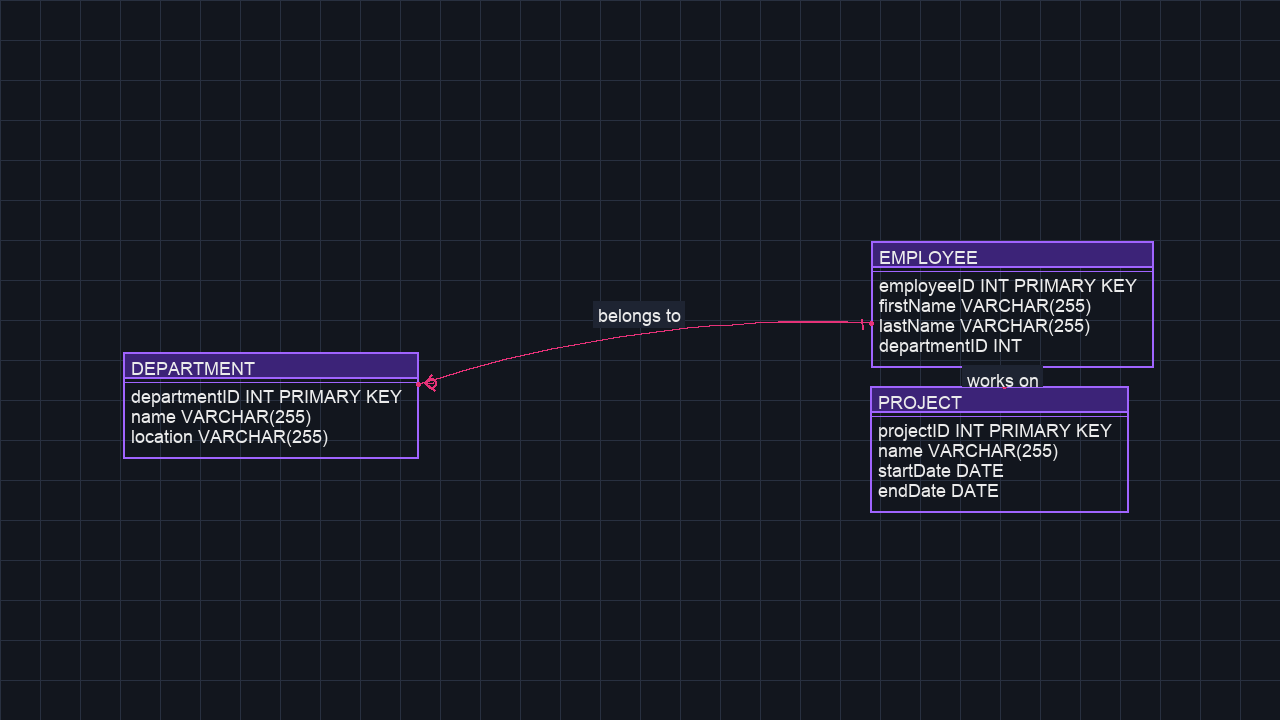 EMPLOYEE
employeeID INT PRIMARY KEY
firstName VARCHAR(255)
lastName VARCHAR(255)
departmentID INT
belongs to
DEPARTMENT
departmentID INT PRIMARY KEY
name VARCHAR(255)
location VARCHAR(255)
works on
PROJECT
projectID INT PRIMARY KEY
name VARCHAR(255)
startDate DATE
endDate DATE